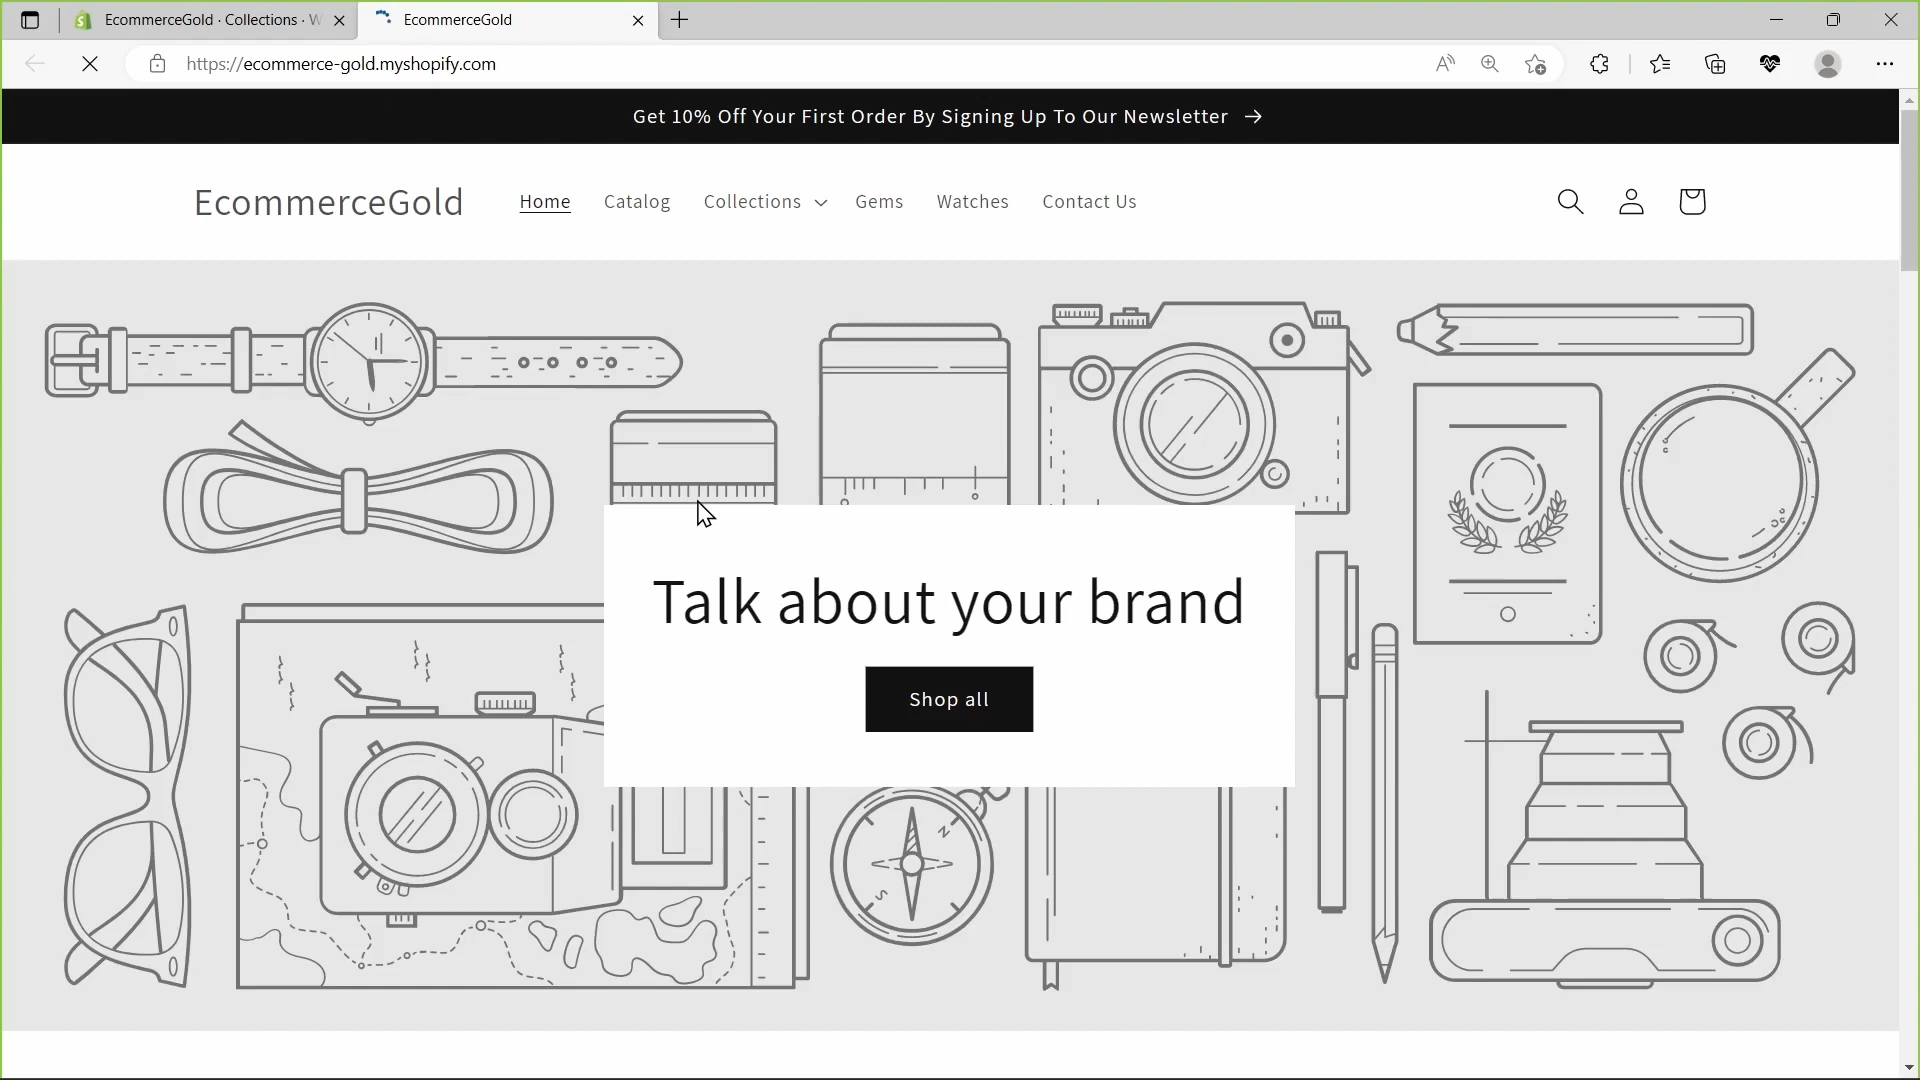 EcommerceGold · Collections · W
EcommerceGold
https://ecommerce-gold.myshopify.com
Get 10% Off Your First Order By Signing Up To Our Newsletter →
EcommerceGold
Home
Catalog
Collections
Gems
Watches
Contact Us
Talk about your brand
Shop all
N
S